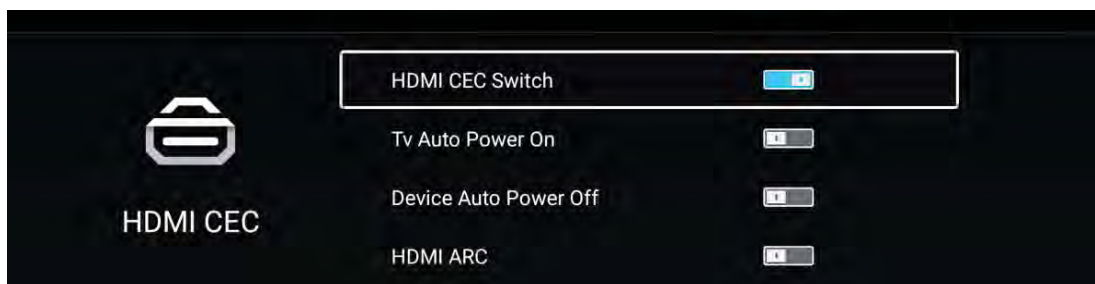 HDMI CEC Switch
Tv Auto Power On
Device Auto Power Off
HDMI CEC
HDMI ARC